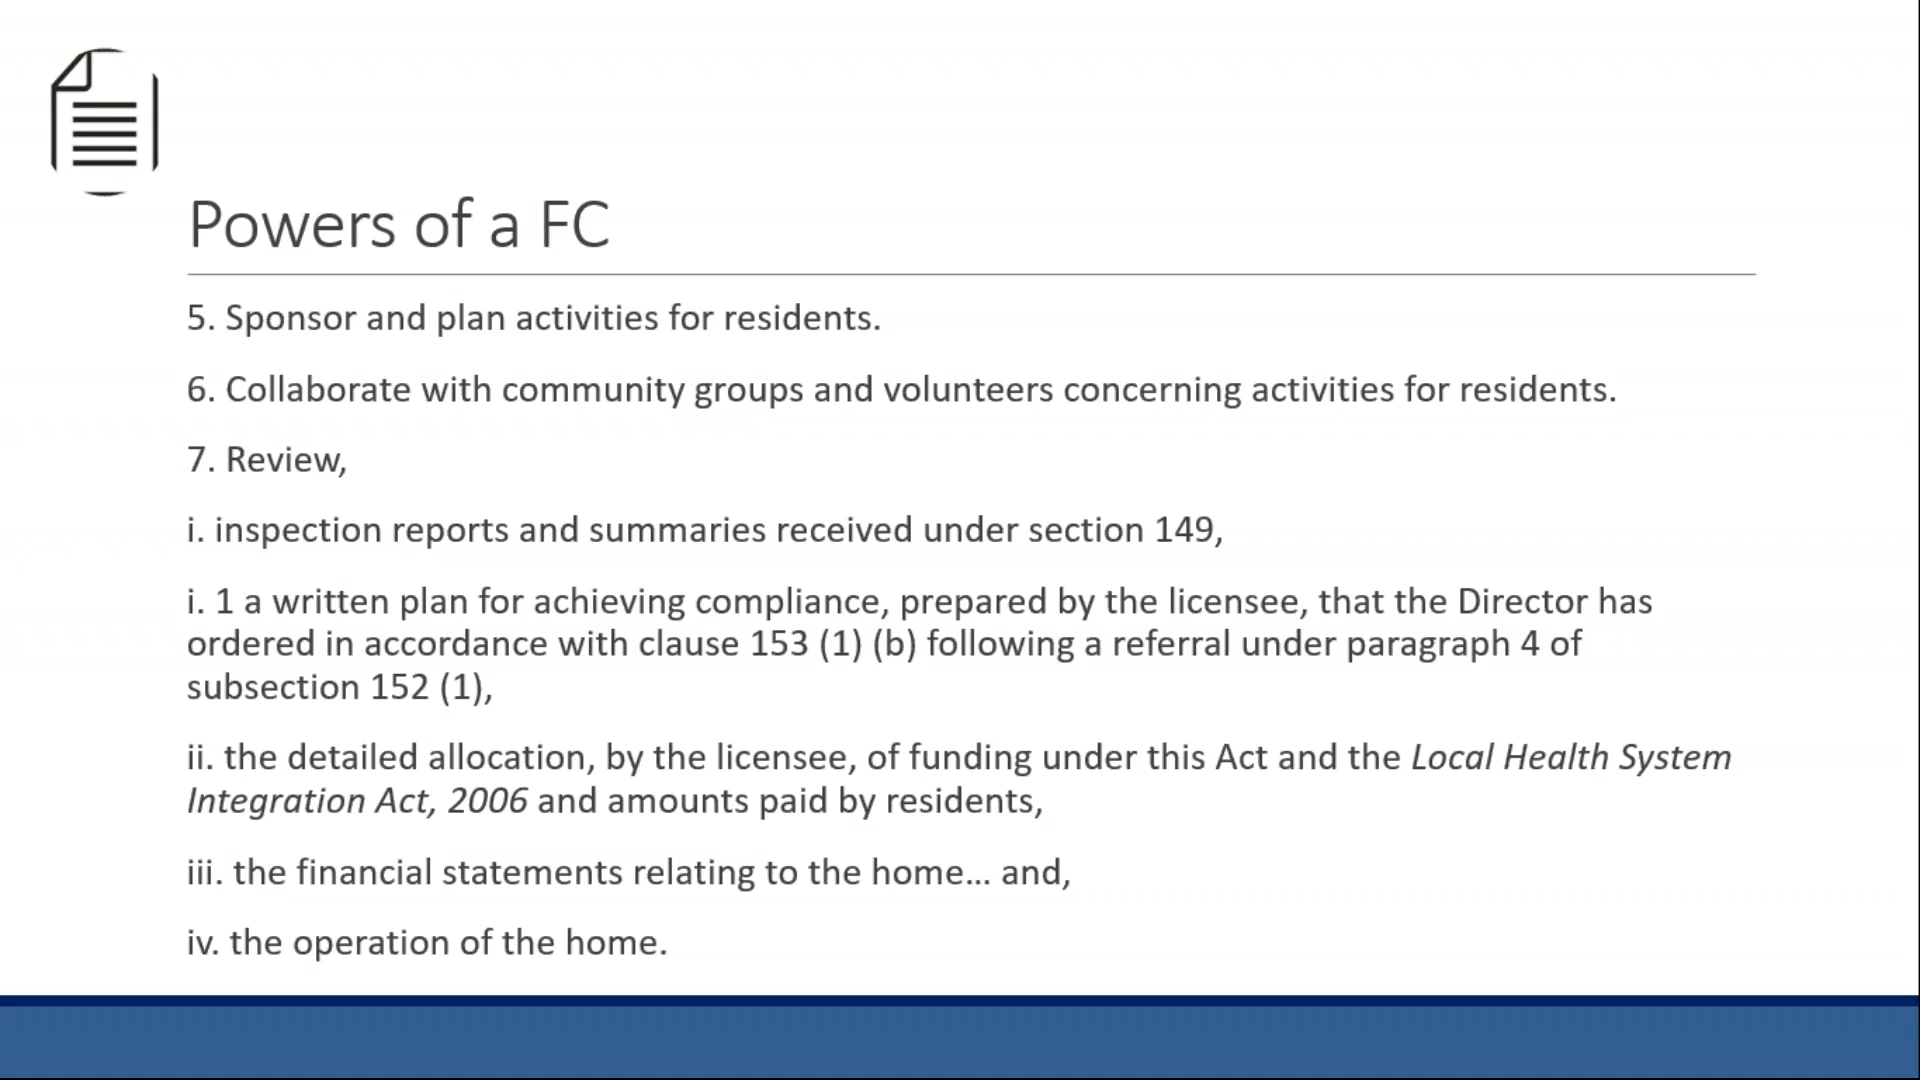 Powers of a FC
5. Sponsor and plan activities for residents.
6. Collaborate with community groups and volunteers concerning activities for residents.
7. Review,
i. inspection reports and summaries received under section 149,
i. 1 a written plan for achieving compliance, prepared by the licensee, that the Director has
ordered in accordance with clause 153 (1) (b) following a referral under paragraph 4 of
subsection 152 (1),
ii. the detailed allocation, by the licensee, of funding under this Act and the Local Health System
Integration Act, 2006 and amounts paid by residents,
iii. the financial statements relating to the home… and,
iv. the operation of the home.